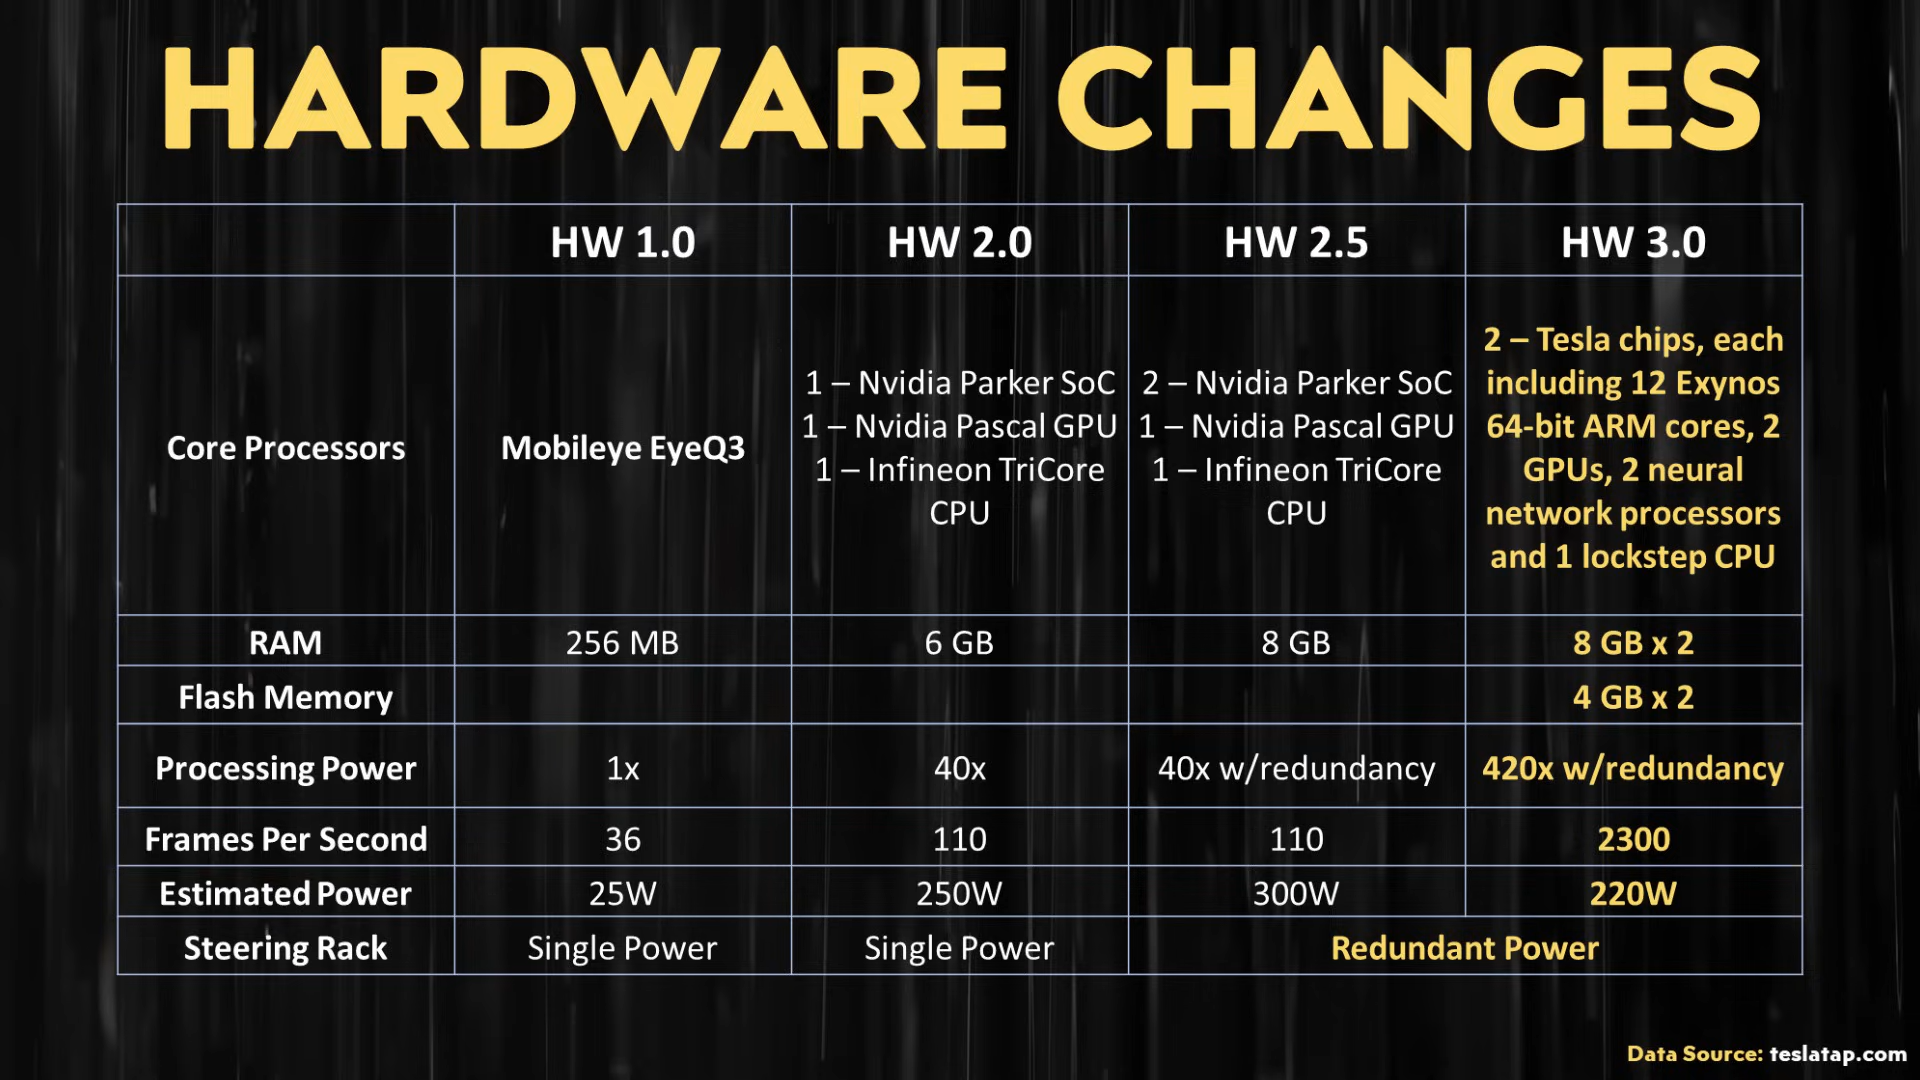 HARDWARE CHANGES
HW 1.0 HW 2.0 HW 2.5 HW 3.0
Core Processors
Mobileye EyeQ3
1 – Nvidia Parker SoC
1 – Nvidia Pascal GPU
1 – Infineon TriCore
CPU
2 – Nvidia Parker SoC
1 – Nvidia Pascal GPU
1 – Infineon TriCore
CPU
2 – Tesla chips, each
including 12 Exynos
64-bit ARM cores, 2
GPUs, 2 neural
network processors
and 1 lockstep CPU
RAM 256 MB 6 GB 8 GB 8 GB x 2
Flash Memory 4 GB x 2
Processing Power 1x 40x 40x w/redundancy 420x w/redundancy
Frames Per Second 36 110 110 2300
Estimated Power 25W 250W 300W 220W
Steering Rack Single Power Single Power Redundant Power
Data Source: teslatap.com